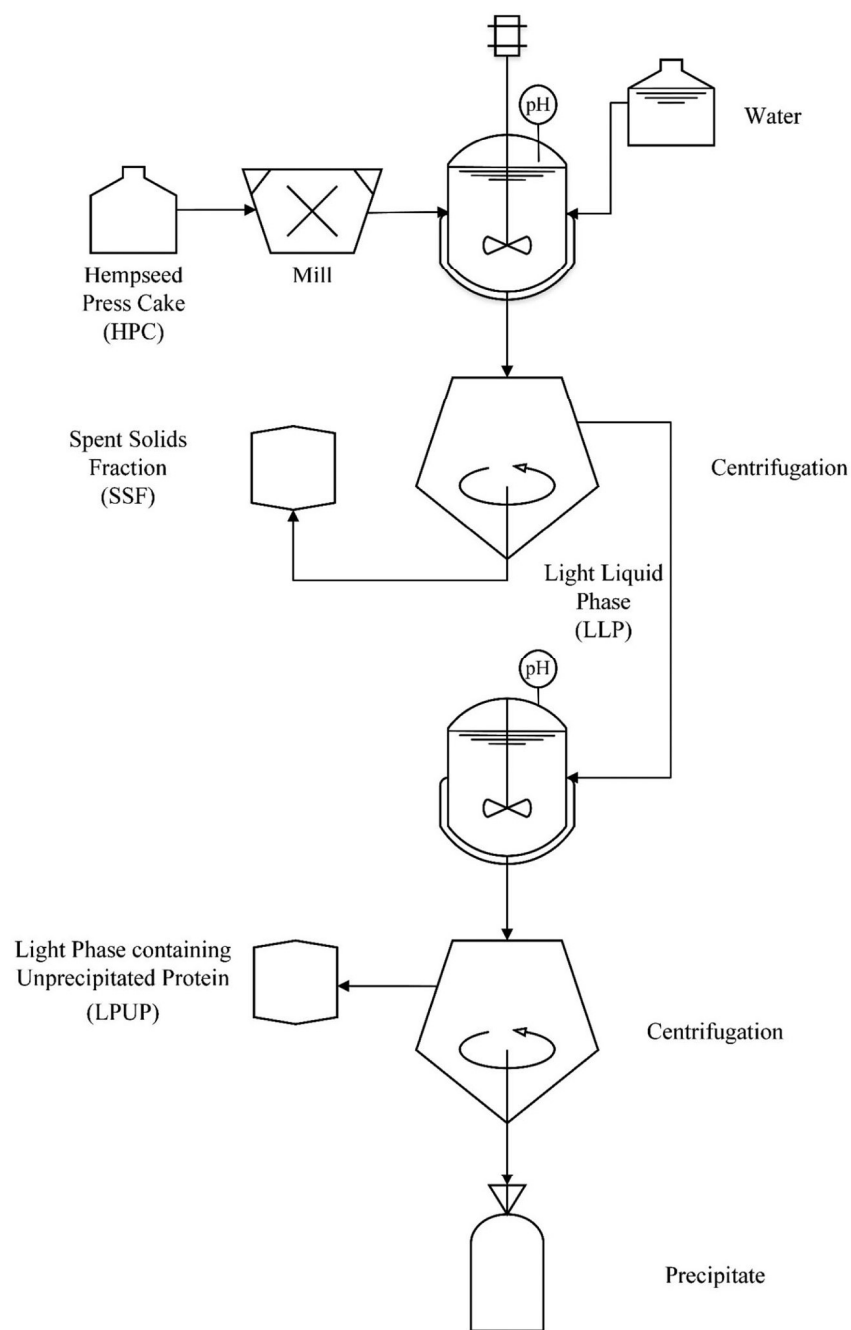 pH
Water
Hempseed
Press Cake
(HPC)
Mill
Spent Solids
Fraction
(SSF)
Centrifugation
Light Liquid
Phase
(LLP)
pH
Light Phase containing
Unprecipitated Protein
(LPUP)
Centrifugation
Precipitate